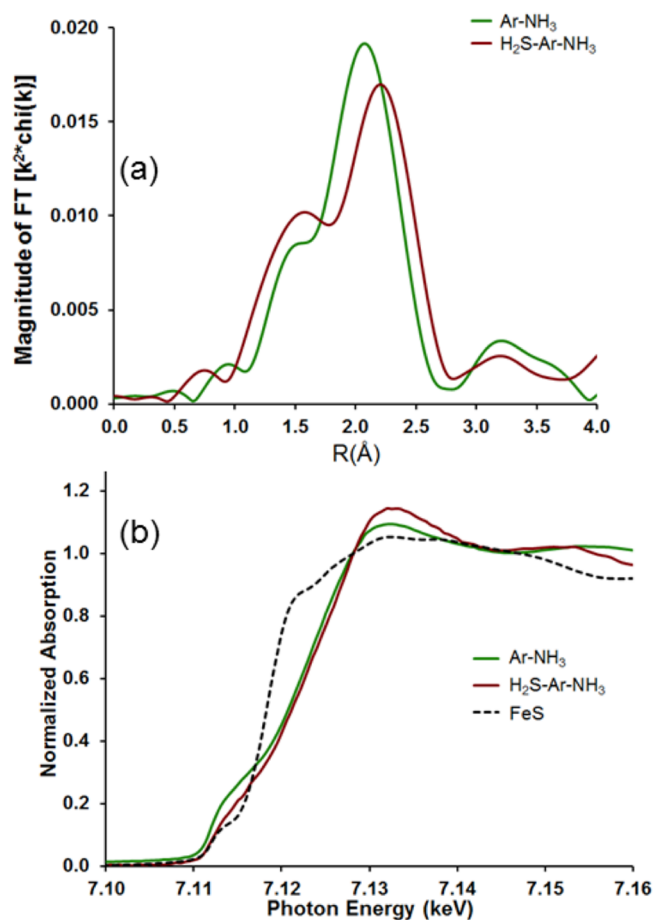 Ar-NH₃
H₂S-Ar-NH₃
(a)
Magnitude of FT [k²*chi(k)]
0.020
0.015
0.010
0.005
0.000
0.0 0.5 1.0 1.5 2.0 2.5 3.0 3.5 4.0
R(Å)
(b)
Normalized Absorption
1.2
1.0
0.8
0.6
0.4
0.2
0.0
Ar-NH₃
H₂S-Ar-NH₃
FeS
7.10 7.11 7.12 7.13 7.14 7.15 7.16
Photon Energy (keV)